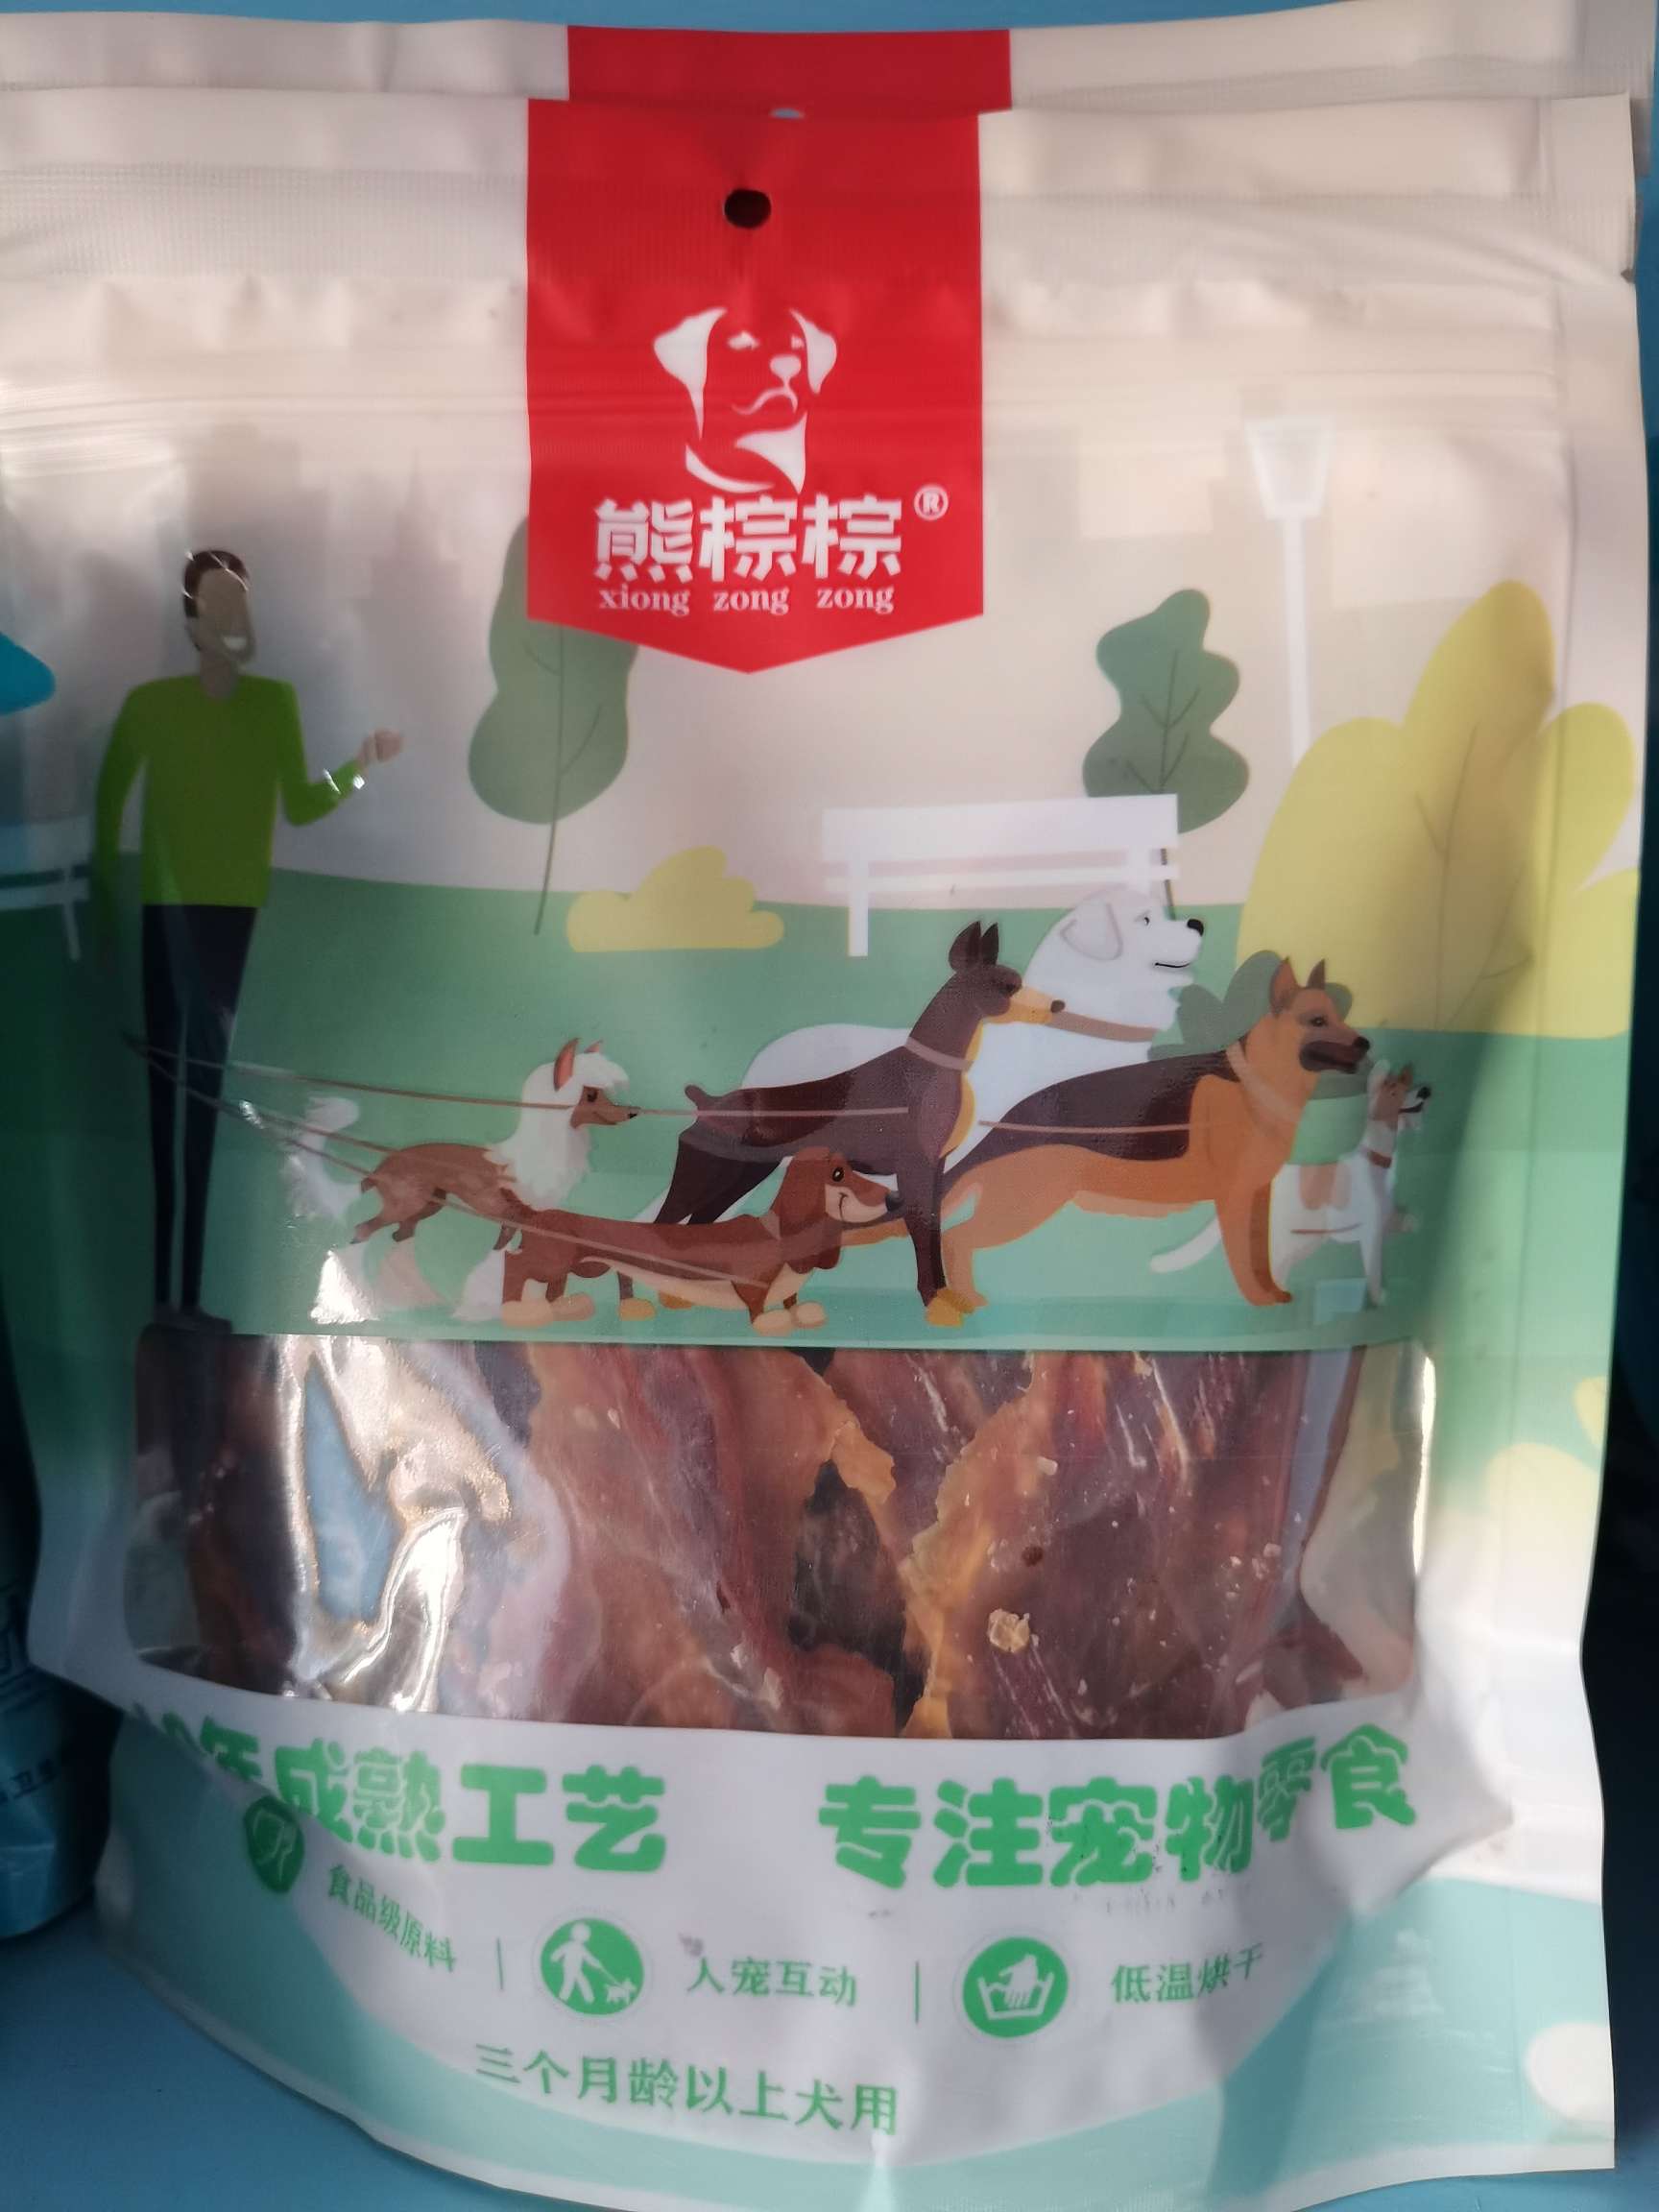 熊棕棕®
xiong zong zong
年成熟工艺 专注宠物零食
食品级原料 | 人宠互动 | 低温烘干
三个月龄以上犬用